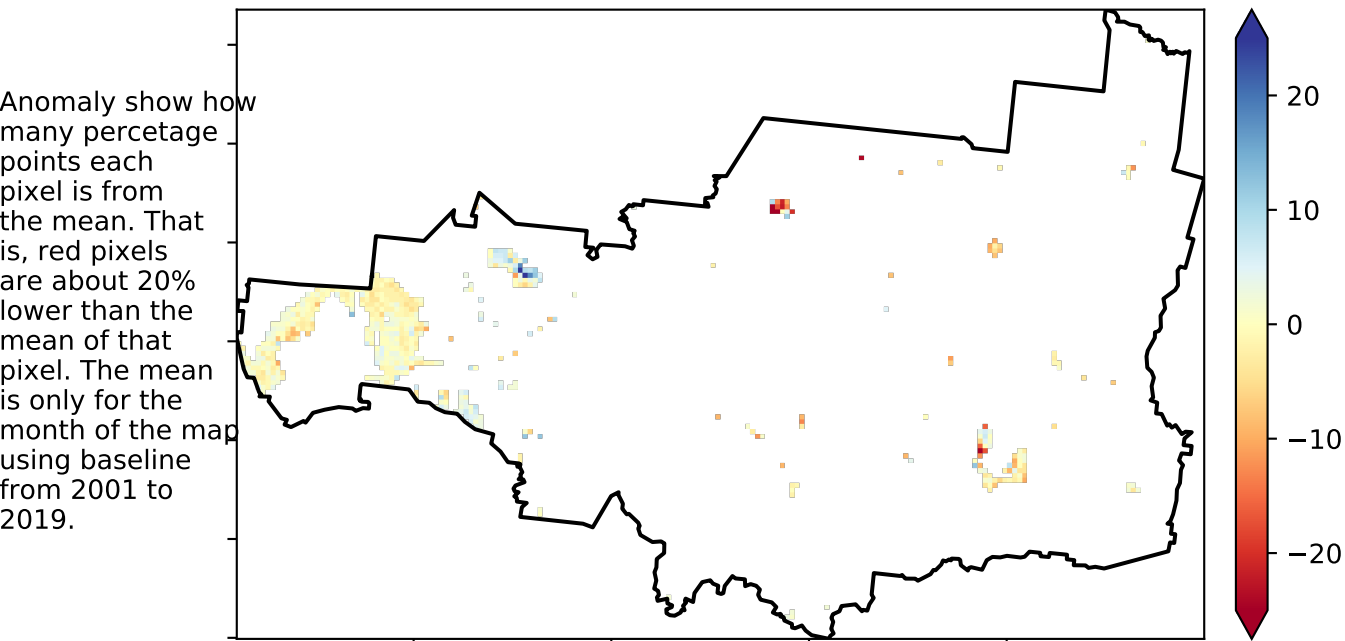 Anomaly show how
many percetage
points each
pixel is from
the mean. That
is, red pixels
are about 20%
lower than the
mean of that
pixel. The mean
is only for the
month of the map
using baseline
from 2001 to
2019.
20
10
0
−10
−20